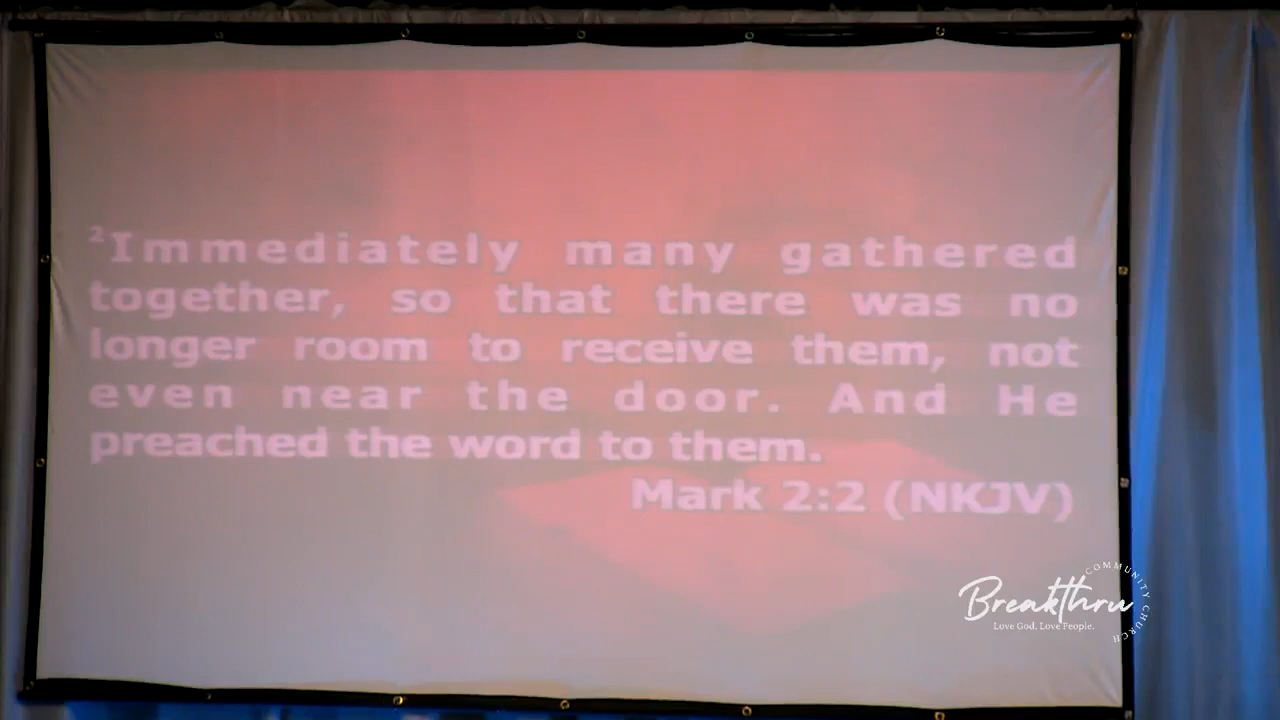 ²Immediately many gathered
together, so that there was no
longer room to receive them, not
even near the door. And He
preached the word to them.
Mark 2:2 (NKJV)
Breakthru
COMMUNITY CHURCH
Love God. Love People.